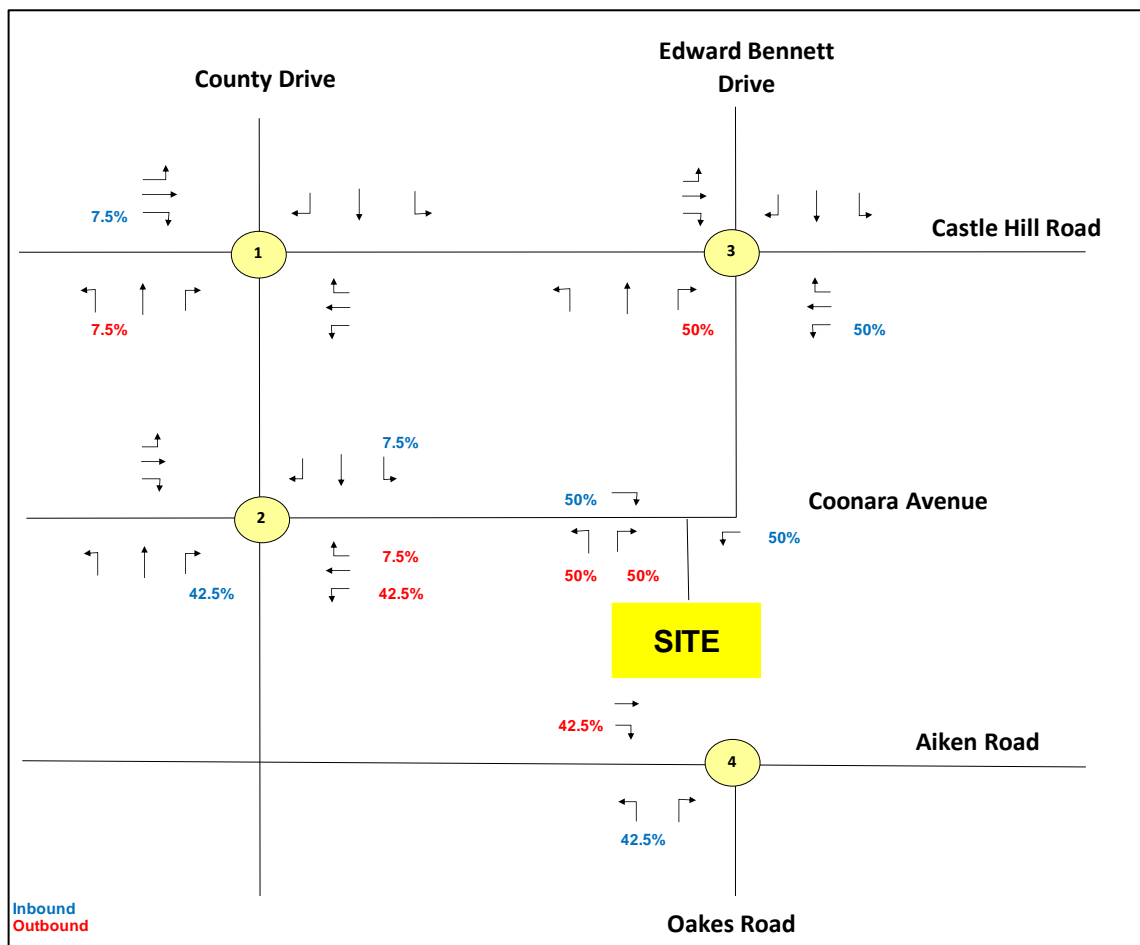 Edward Bennett
Drive
County Drive
7.5%
Castle Hill Road
1
3
7.5%
50%
50%
7.5%
50%
Coonara Avenue
2
50%
7.5%
50%
50%
42.5%
42.5%
SITE
42.5%
Aiken Road
4
42.5%
Inbound
Outbound
Oakes Road